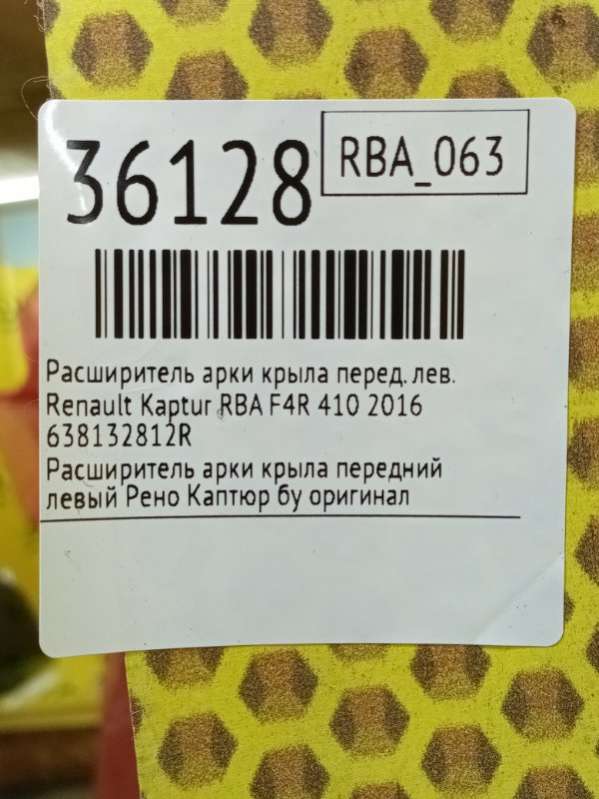 36128
RBA_063
Расширитель арки крыла перед. лев.
Renault Kaptur RBA F4R 410 2016
638132812R
Расширитель арки крыла передний
левый Рено Каптюр бу оригинал